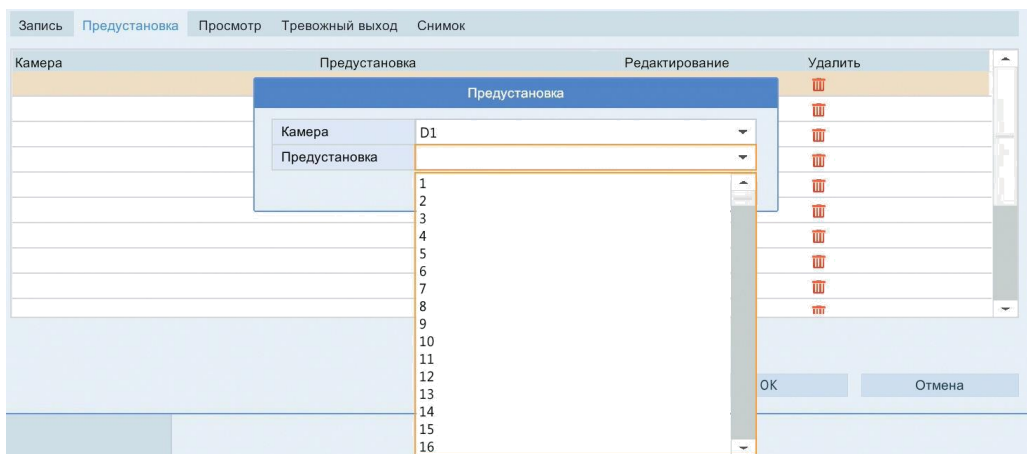 Запись Предустановка Просмотр Тревожный выход Снимок
Камера Предустановка Редактирование Удалить
Предустановка
Камера D1
Предустановка
1
2
3
4
5
6
7
8
9
10
11
12
13
14
15
16
OK Отмена